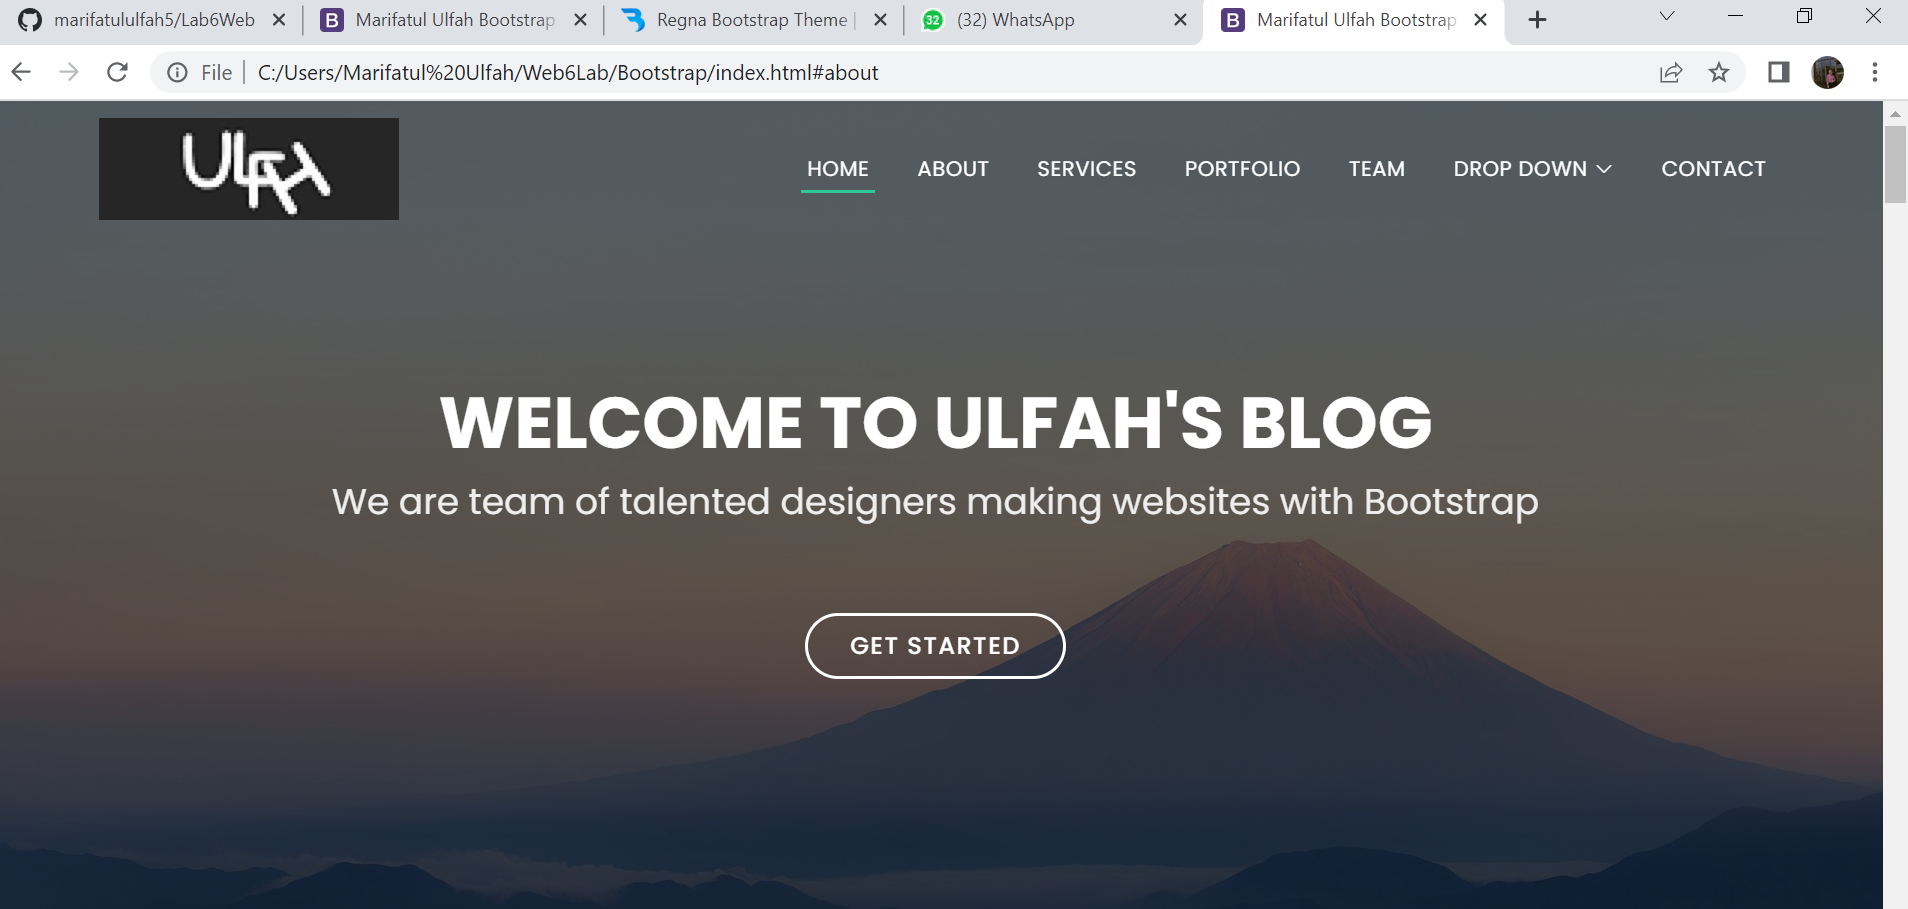 marifatululfah5/Lab6Web
Marifatul Ulfah Bootstrap
Regna Bootstrap Theme |
32 (32) WhatsApp
Marifatul Ulfah Bootstrap
File C:/Users/Marifatul%20Ulfah/Web6Lab/Bootstrap/index.html#about
UlFA
HOME ABOUT SERVICES PORTFOLIO TEAM DROP DOWN CONTACT
WELCOME TO ULFAH'S BLOG
We are team of talented designers making websites with Bootstrap
GET STARTED